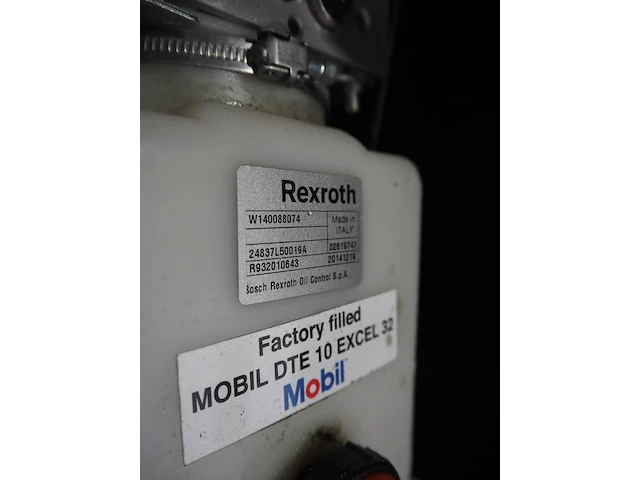 Rexroth
W140088074 Made in
ITALY
24837L50019A 02619747
R932010643 20141219
Bosch Rexroth Oil Control S.p.A.
Factory filled
MOBIL DTE 10 EXCEL 32
Mobil